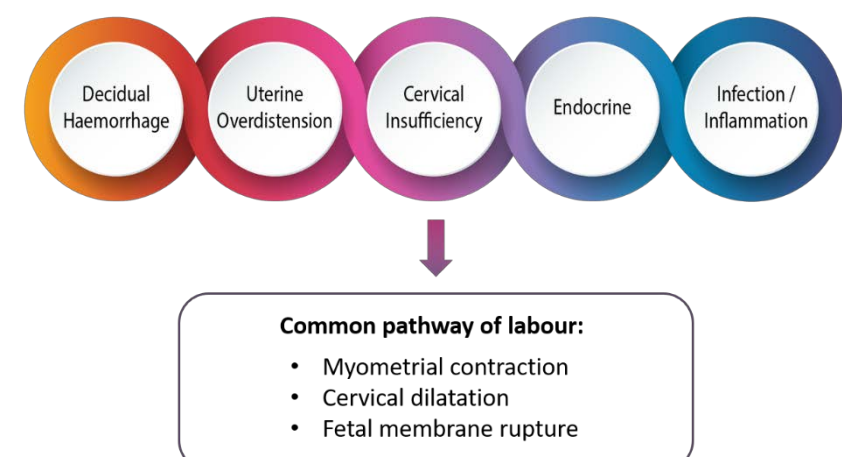 Decidual
Haemorrhage
Uterine
Overdistension
Cervical
Insufficiency
Endocrine
Infection /
Inflammation
Common pathway of labour:
• Myometrial contraction
• Cervical dilatation
• Fetal membrane rupture